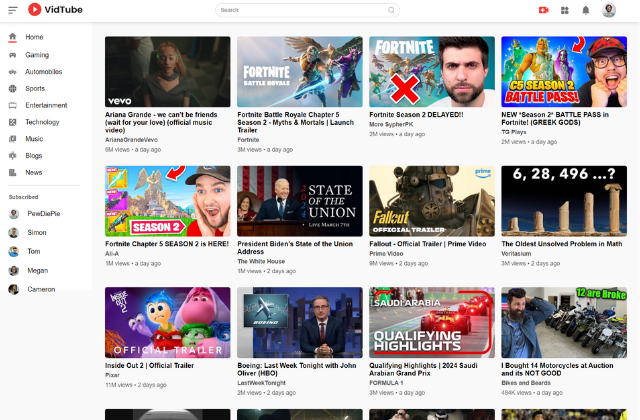 VidTube
Search
Home
Gaming
Automobiles
Sports
Entertainment
Technology
Music
Blogs
News
Subscribed
PewDiePie
Simon
Tom
Megan
Cameron
vevo
Ariana Grande - we can't be friends
(wait for your love) (official music
video)
ArianaGrandeVevo
6M views • a day ago
FORTNITE
BATTLE ROYALE
Fortnite Battle Royale Chapter 5
Season 2 - Myths & Mortals | Launch
Trailer
Fortnite
3M views • a day ago
FORTNITE
Fortnite Season 2 DELAYED!!
More SypherPK
2M views • a day ago
C5 SEASON 2
BATTLE PASS!
NEW *Season 2* BATTLE PASS in
Fortnite! (GREEK GODS)
TG Plays
2M views • a day ago
SEASON 2
Fortnite Chapter 5 SEASON 2 is HERE!
Ali-A
1M views • a day ago
2024
STATE
OF THE
UNION
LIVE MARCH 7TH
President Biden's State of the Union
Address
The White House
1M views • 2 days ago
prime
Fallout
OFFICIAL TRAILER
Fallout - Official Trailer | Prime Video
Prime Video
9M views • 2 days ago
6, 28, 496 ...?
The Oldest Unsolved Problem in Math
Veritasium
3M views • 2 days ago
INSIDE
OUT 2
OFFICIAL TRAILER
Inside Out 2 | Official Trailer
Pixar
11M views • 2 days ago
BOEING
Boeing: Last Week Tonight with John
Oliver (HBO)
LastWeekTonight
2M views • 2 days ago
SAUDI ARABIA
QUALIFYING
HIGHLIGHTS
Qualifying Highlights | 2024 Saudi
Arabian Grand Prix
FORMULA 1
3M views • a day ago
12 are Broke
I Bought 14 Motorcycles at Auction
and its NOT GOOD
Bikes and Beards
484K views • a day ago